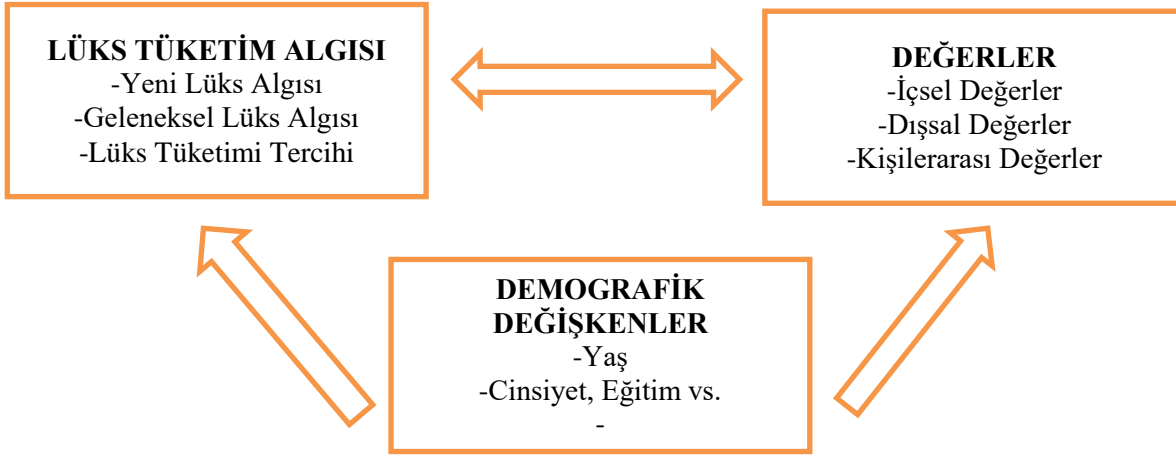 LÜKS TÜKETİM ALGISI
-Yeni Lüks Algısı
-Geleneksel Lüks Algısı
-Lüks Tüketimi Tercihi
DEĞERLER
-İçsel Değerler
-Dışsal Değerler
-Kişilerarası Değerler
DEMOGRAFİK
DEĞİŞKENLER
-Yaş
-Cinsiyet, Eğitim vs.
-